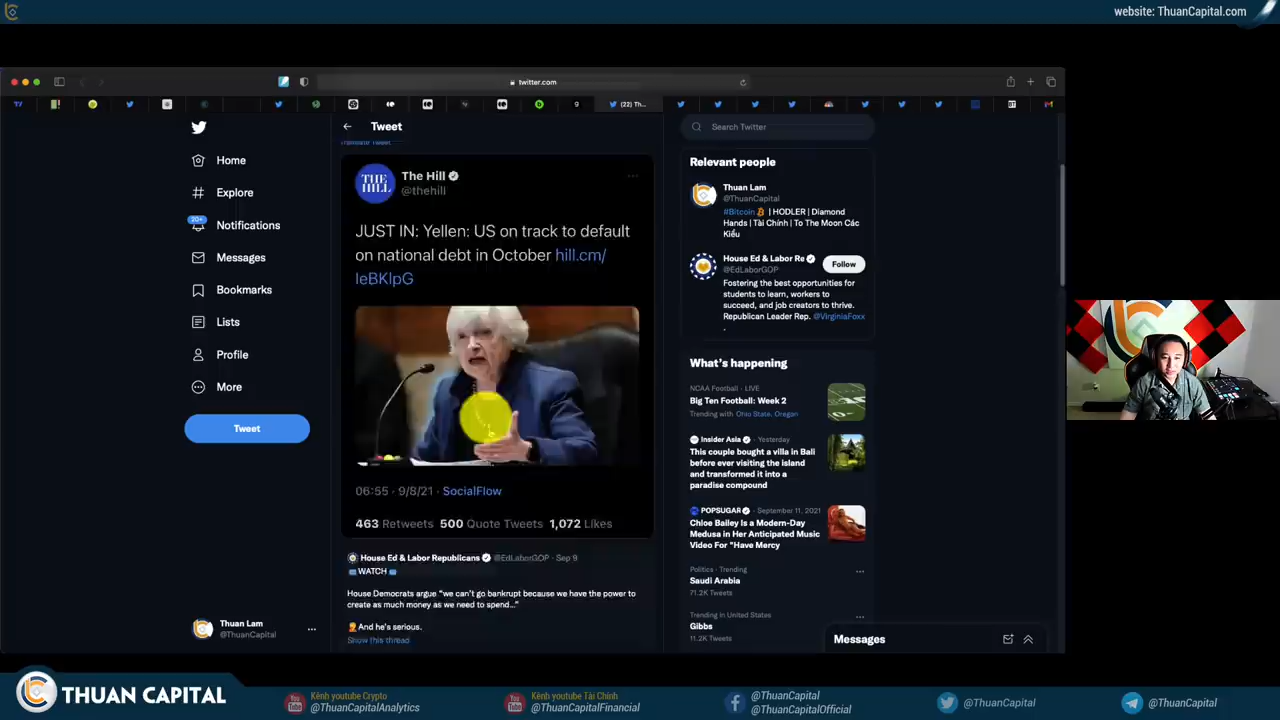 website: ThuanCapital.com
twitter.com
(22) Th...
Home
Explore
20+
Notifications
Messages
Bookmarks
Lists
Profile
More
Tweet
Thuan Lam
@ThuanCapital
Tweet
Translate Tweet
THE HILL
The Hill
@thehill
JUST IN: Yellen: US on track to default
on national debt in October hill.cm/
IeBKlpG
06:55 · 9/8/21 · SocialFlow
463 Retweets 500 Quote Tweets 1,072 Likes
House Ed & Labor Republicans @EdLaborGOP · Sep 9
WATCH
House Democrats argue “we can't go bankrupt because we have the power to
create as much money as we need to spend...”
And he's serious.
Show this thread
Search Twitter
Relevant people
Thuan Lam
@ThuanCapital
#Bitcoin | HODLER | Diamond
Hands | Tài Chính | To The Moon Các
Kiểu
House Ed & Labor Re
@EdLaborGOP
Follow
Fostering the best opportunities for
students to learn, workers to
succeed, and job creators to thrive.
Republican Leader Rep. @VirginiaFoxx
.
What's happening
NCAA Football · LIVE
Big Ten Football: Week 2
Trending with Ohio State, Oregon
Insider Asia · Yesterday
This couple bought a villa in Bali
before ever visiting the island
and transformed it into a
paradise compound
POPSUGAR · September 11, 2021
Chloe Bailey Is a Modern-Day
Medusa in Her Anticipated Music
Video For "Have Mercy
Politics · Trending
Saudi Arabia
71.2K Tweets
Trending in United States
Gibbs
11.2K Tweets
Messages
THUAN CAPITAL
Kênh youtube Crypto
@ThuanCapitalAnalytics
Kênh youtube Tài Chính
@ThuanCapitalFinancial
@ThuanCapital
@ThuanCapitalOfficial
@ThuanCapital
@ThuanCapital